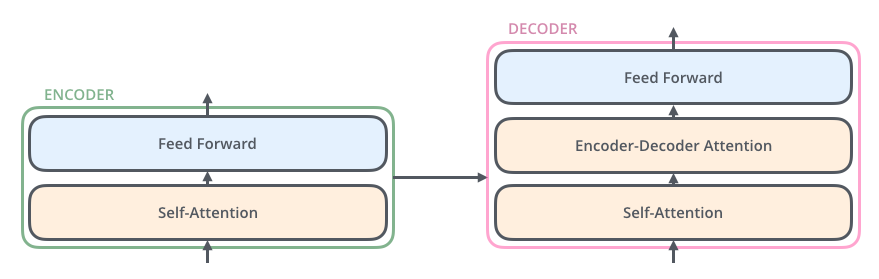 ENCODER
Feed Forward
Self-Attention
DECODER
Feed Forward
Encoder-Decoder Attention
Self-Attention